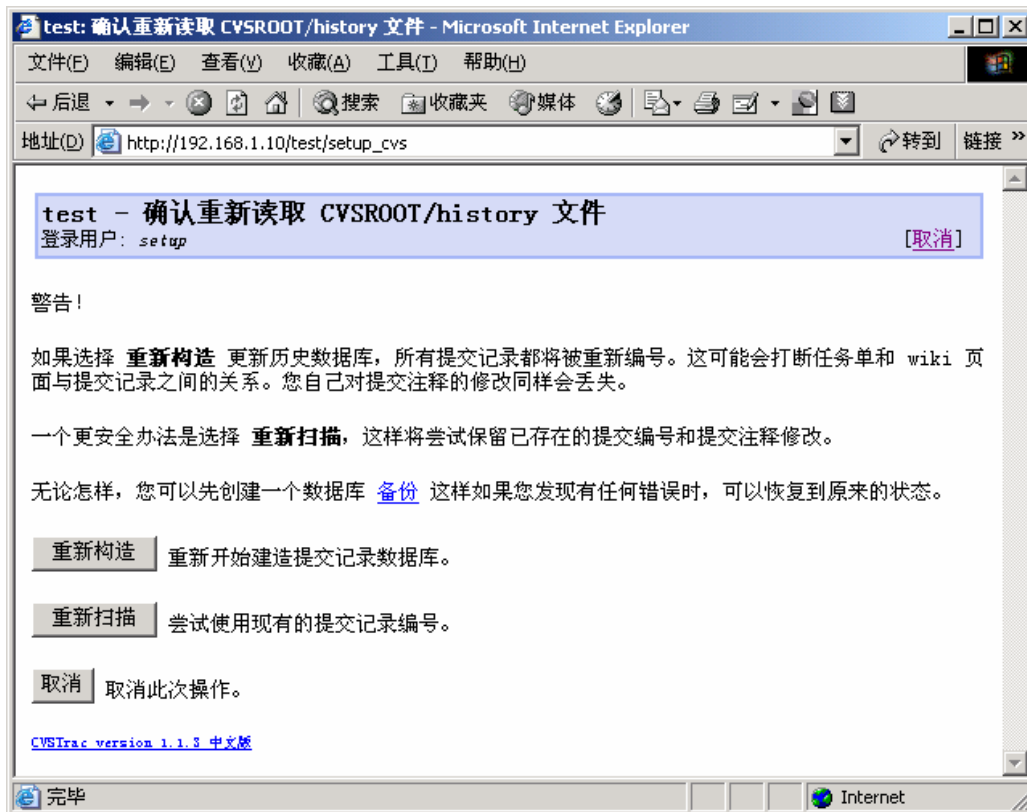 test: 确认重新读取 CVSROOT/history 文件 - Microsoft Internet Explorer
文件(F) 编辑(E) 查看(V) 收藏(A) 工具(T) 帮助(H)
后退 搜索 收藏夹 媒体
地址(D) http://192.168.1.10/test/setup_cvs 转到 链接 »
test - 确认重新读取 CVSROOT/history 文件
登录用户: setup [取消]
警告!
如果选择 重新构造 更新历史数据库，所有提交记录都将被重新编号。这可能会打断任务单和 wiki 页
面与提交记录之间的关系。您自己对提交注释的修改同样会丢失。
一个更安全办法是选择 重新扫描，这样将尝试保留已存在的提交编号和提交注释修改。
无论怎样，您可以先创建一个数据库 备份 这样如果您发现有任何错误时，可以恢复到原来的状态。
重新构造 重新开始建造提交记录数据库。
重新扫描 尝试使用现有的提交记录编号。
取消 取消此次操作。
CVSTrac version 1.1.3 中文版
完毕 Internet